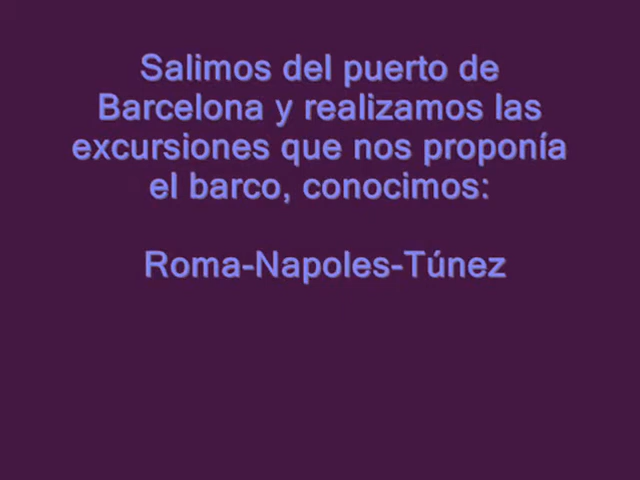 Salimos del puerto de
Barcelona y realizamos las
excursiones que nos proponía
el barco, conocimos:
Roma-Napoles-Túnez